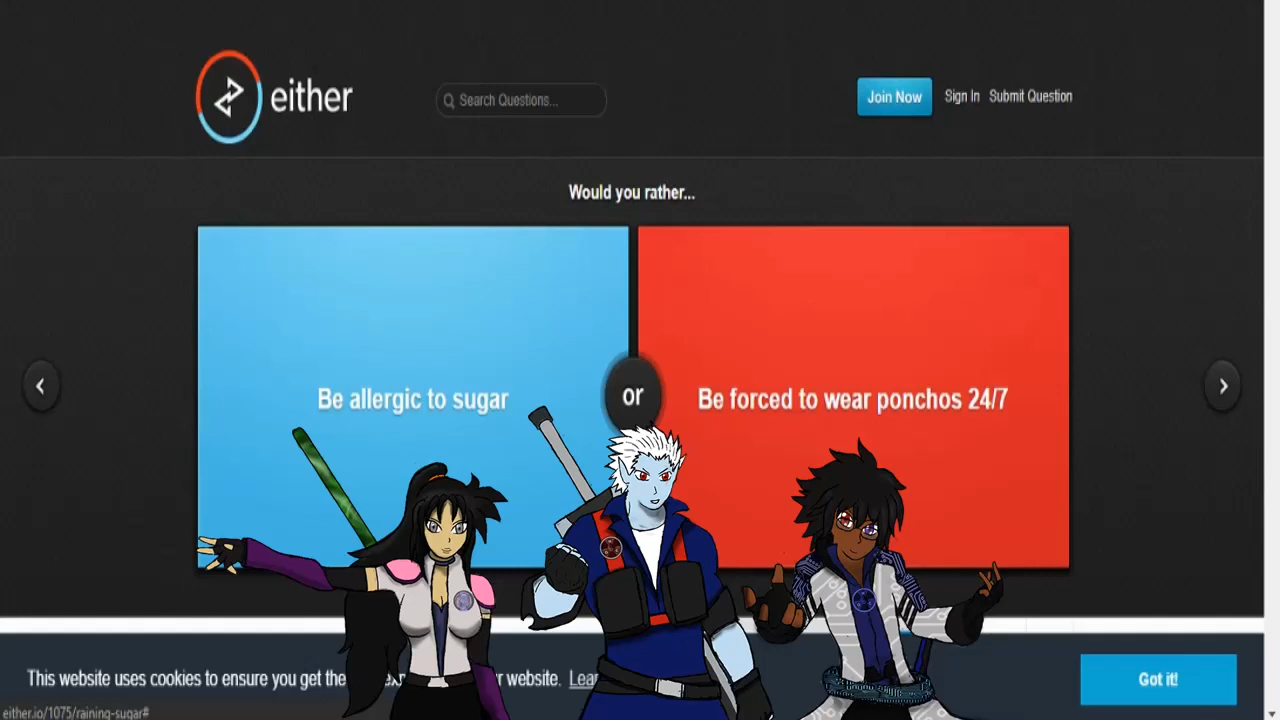 either
Search Questions...
Join Now
Sign In
Submit Question
Would you rather...
Be allergic to sugar
or
Be forced to wear ponchos 24/7
This website uses cookies to ensure you get the
r website. Lear
Got it!
either.io/1075/raining-sugar#